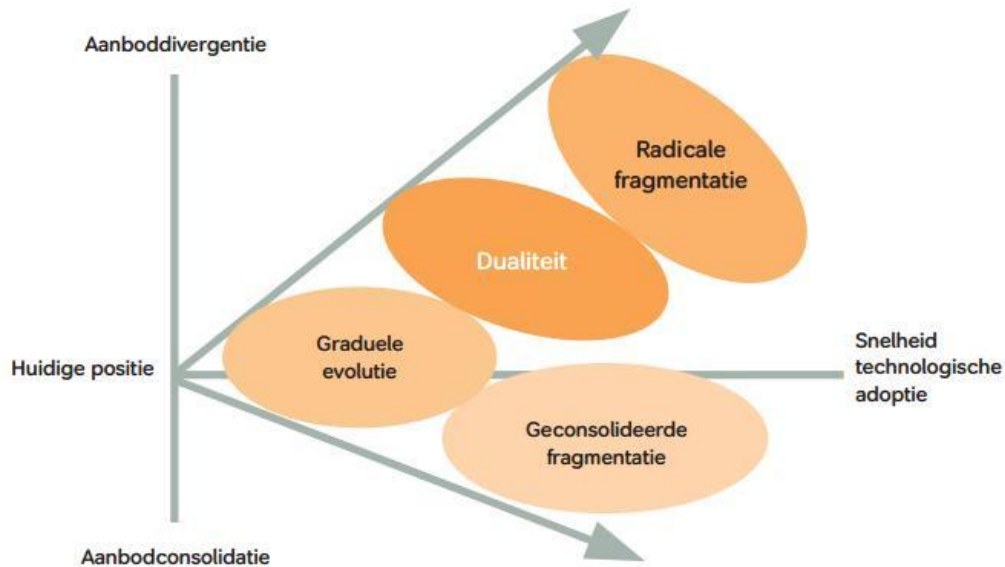 Aanboddivergentie
Radicale
fragmentatie
Dualiteit
Graduele
evolutie
Huidige positie
Snelheid
technologische
adoptie
Geconsolideerde
fragmentatie
Aanbodconsolidatie